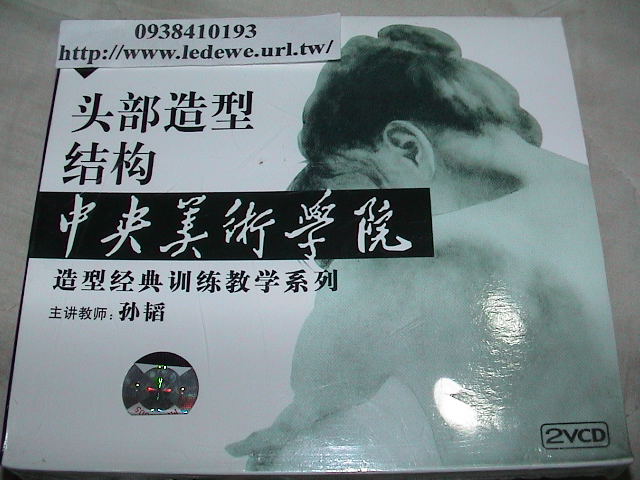 0938410193
http://www.ledewe.url.tw/
头部造型
结构
中央美術學院
造型经典训练教学系列
主讲教师：孙韬
2VCD